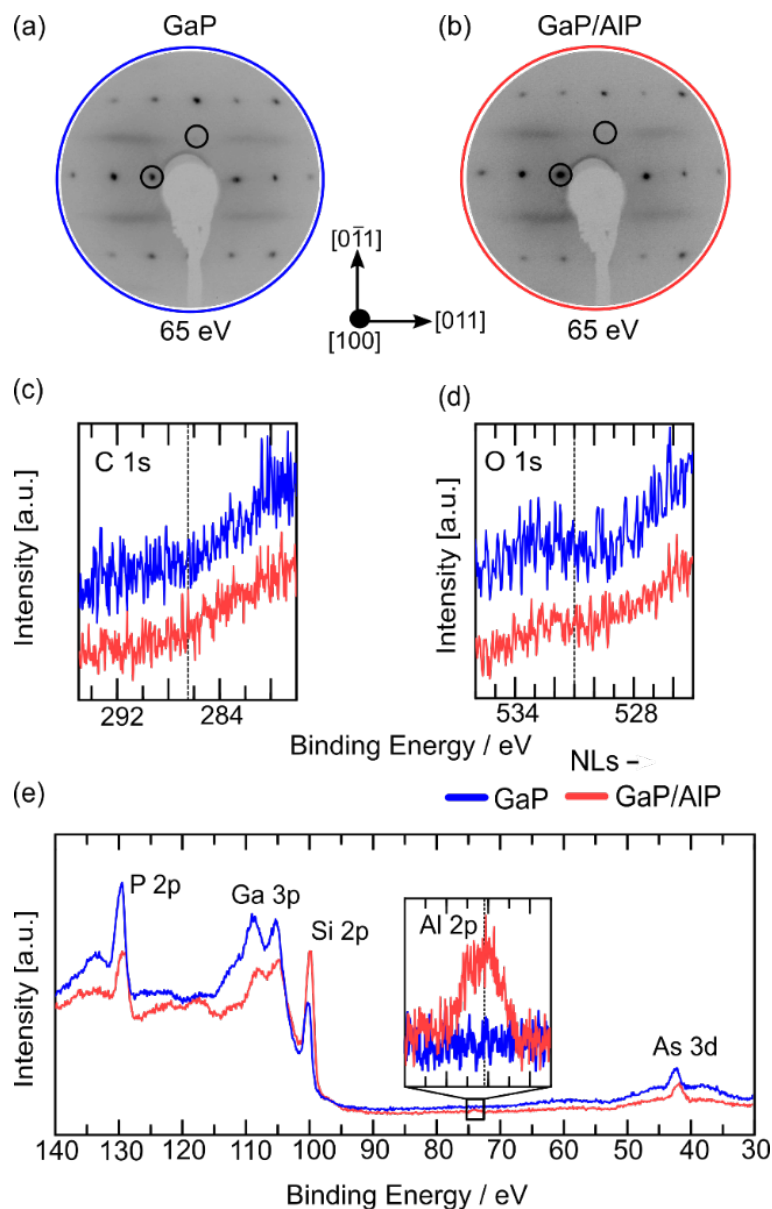 (a) GaP
(b) GaP/AlP
65 eV
65 eV
[01̄1]
[011]
[100]
(c)
(d)
C 1s
O 1s
Intensity [a.u.]
Intensity [a.u.]
292 284
534 528
Binding Energy / eV
NLs
GaP GaP/AlP
(e)
P 2p
Ga 3p
Si 2p
Al 2p
As 3d
Intensity [a.u.]
140 130 120 110 100 90 80 70 60 50 40 30
Binding Energy / eV